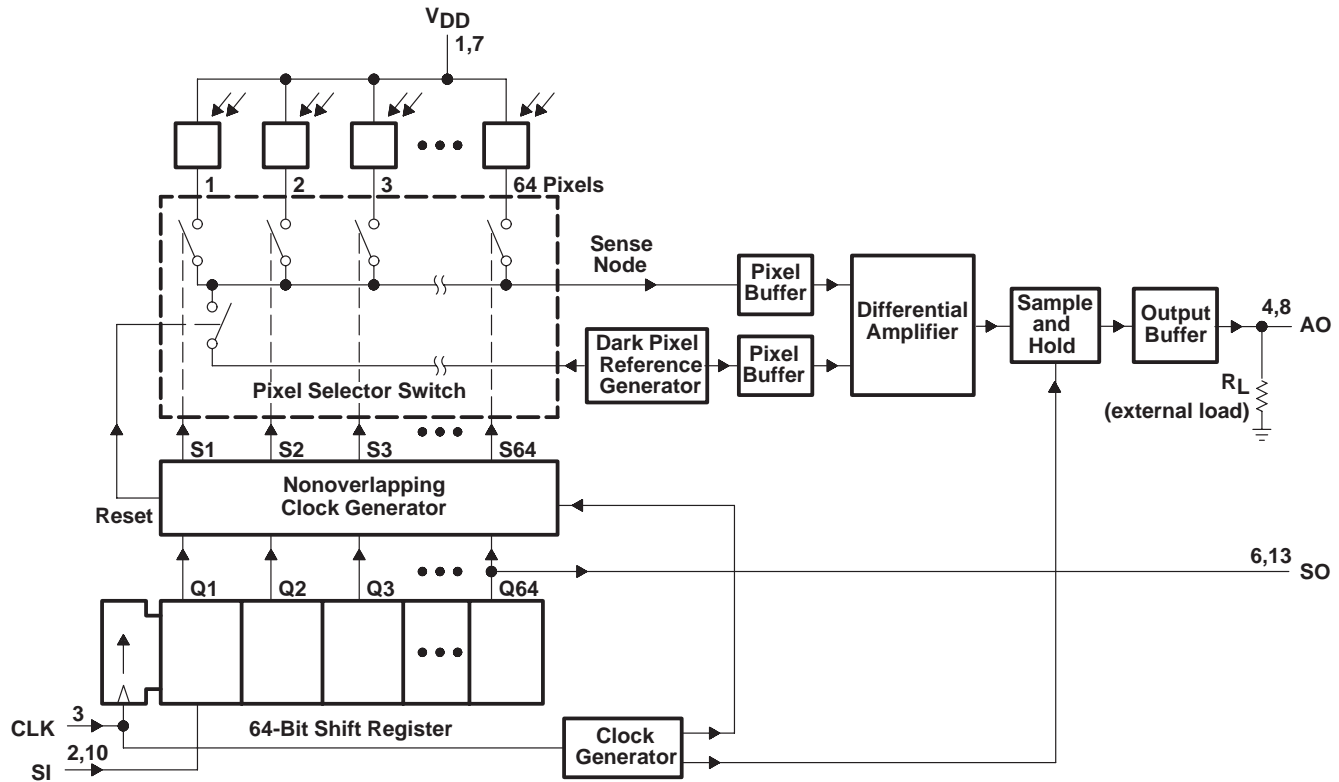 VDD
1,7
1
2
3
64 Pixels
Sense
Node
Pixel
Buffer
Differential
Amplifier
Sample
and
Hold
Output
Buffer
4,8
AO
Dark Pixel
Reference
Generator
Pixel
Buffer
RL
(external load)
Pixel Selector Switch
S1
S2
S3
S64
Nonoverlapping
Clock Generator
Reset
6,13
SO
Q1
Q2
Q3
Q64
CLK
3
64-Bit Shift Register
Clock
Generator
2,10
SI